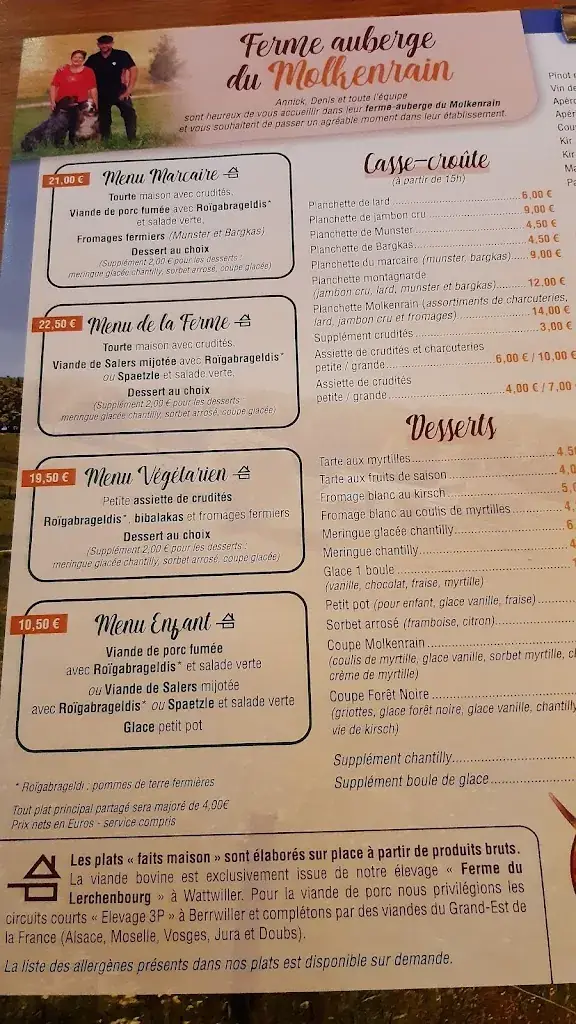 Ferme auberge
du Molkenrain
Annick, Denis et toute l'équipe
sont heureux de vous accueillir dans leur ferme-auberge du Molkenrain
et vous souhaitent de passer un agréable moment dans leur établissement.
21,00 €
Menu Marcaire
Tourte maison avec crudités,
Viande de porc fumée avec Roïgabrageldis*
et salade verte,
Fromages fermiers (Munster et Bargkas)
Dessert au choix
(Supplément 2,00 € pour les desserts :
meringue glacée chantilly, sorbet arrosé, coupe glacée)
22,50 €
Menu de la Ferme
Tourte maison avec crudités,
Viande de Salers mijotée avec Roïgabrageldis*
ou Spaetzle et salade verte,
Dessert au choix
(Supplément 2,00 € pour les desserts :
meringue glacée chantilly, sorbet arrosé, coupe glacée)
19,50 €
Menu Végétarien
Petite assiette de crudités
Roïgabrageldis*, bibalakas et fromages fermiers
Dessert au choix
(Supplément 2,00 € pour les desserts :
meringue glacée chantilly, sorbet arrosé, coupe glacée)
10,50 €
Menu Enfant
Viande de porc fumée
avec Roïgabrageldis* et salade verte
ou Viande de Salers mijotée
avec Roïgabrageldis* ou Spaetzle et salade verte
Glace petit pot
* Roïgabrageldi : pommes de terre fermières
Tout plat principal partagé sera majoré de 4,00€
Prix nets en Euros - service compris
Casse-croûte
(à partir de 15h)
Planchette de lard 6,00 €
Planchette de jambon cru 9,00 €
Planchette de Munster 4,50 €
Planchette de Bargkas 4,50 €
Planchette du marcaire (munster, bargkas) 9,00 €
Planchette montagnarde
(jambon cru, lard, munster et bargkas) 12,00 €
Planchette Molkenrain (assortiments de charcuteries,
lard, jambon cru et fromages) 14,00 €
Supplément crudités 3,00 €
Assiette de crudités et charcuteries
petite / grande 6,00 € / 10,00 €
Assiette de crudités
petite / grande 4,00 € / 7,00
Desserts
Tarte aux myrtilles 4,5
Tarte aux fruits de saison 4,0
Fromage blanc au kirsch 5,
Fromage blanc au coulis de myrtilles 4,
Meringue glacée chantilly 6
Meringue chantilly
Glace 1 boule
(vanille, chocolat, fraise, myrtille)
Petit pot (pour enfant, glace vanille, fraise)
Sorbet arrosé (framboise, citron)
Coupe Molkenrain
(coulis de myrtille, glace vanille, sorbet myrtille,
crème de myrtille)
Coupe Forêt Noire
(griottes, glace forêt noire, glace vanille, chantilly
vie de kirsch)
Supplément chantilly
Supplément boule de glace
Pinot
Vin de
Apér
Apér
Kir
Kir
Les plats « faits maison » sont élaborés sur place à partir de produits bruts.
La viande bovine est exclusivement issue de notre élevage « Ferme du
Lerchenbourg » à Wattwiller. Pour la viande de porc nous privilégions les
circuits courts « Elevage 3P » à Berrwiller et complétons par des viandes du Grand-Est de
la France (Alsace, Moselle, Vosges, Jura et Doubs).
La liste des allergènes présents dans nos plats est disponible sur demande.